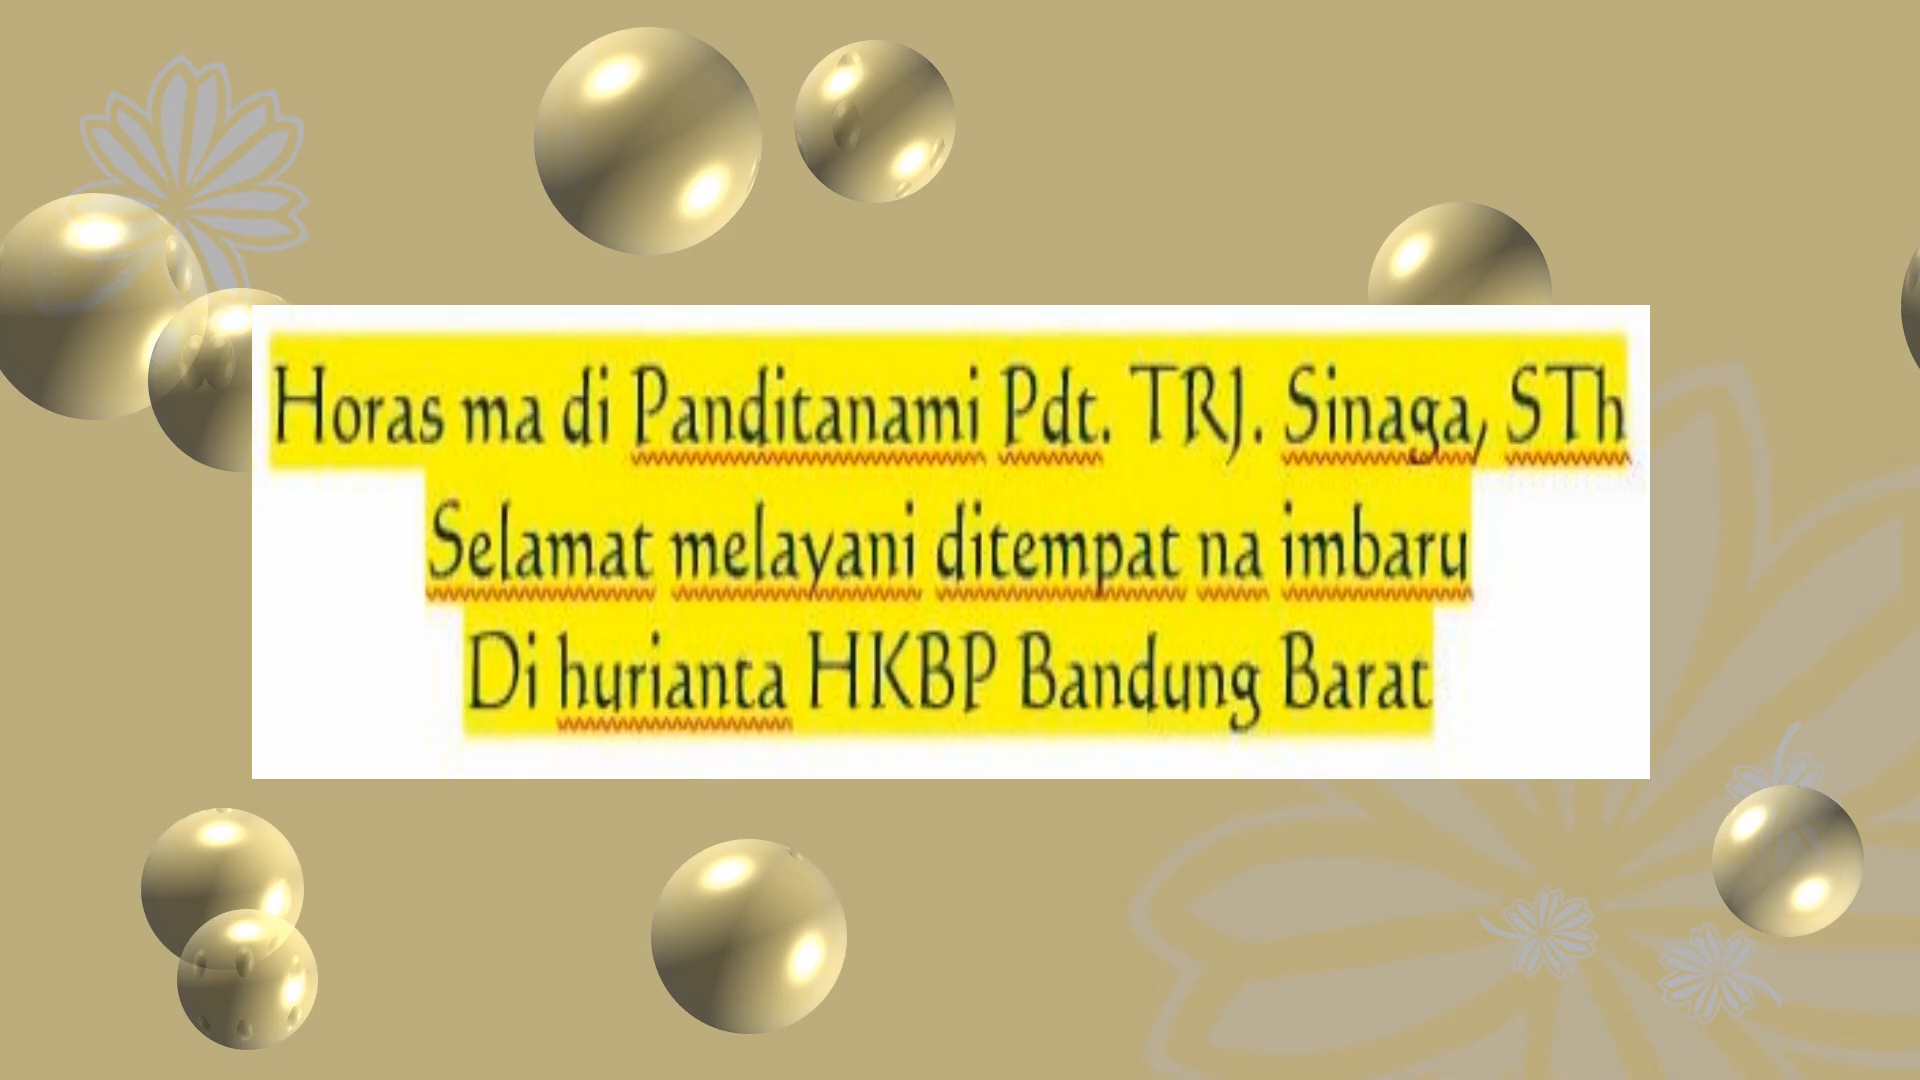 Horas ma di Panditanami Pdt. TRJ. Sinaga, STh
Selamat melayani ditempat na imbaru
Di hurianta HKBP Bandung Barat